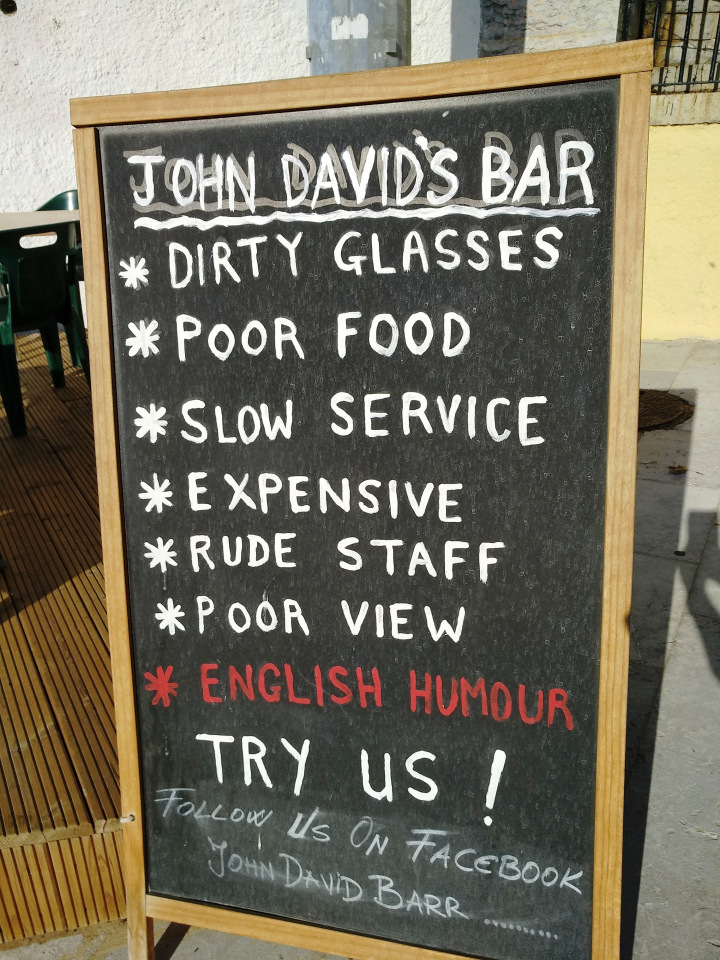 JOHN DAVID'S BAR
* DIRTY GLASSES
* POOR FOOD
* SLOW SERVICE
* EXPENSIVE
* RUDE STAFF
* POOR VIEW
* ENGLISH HUMOUR
TRY US !
FOLLOW US ON FACEBOOK
JOHN DAVID BARR ..........